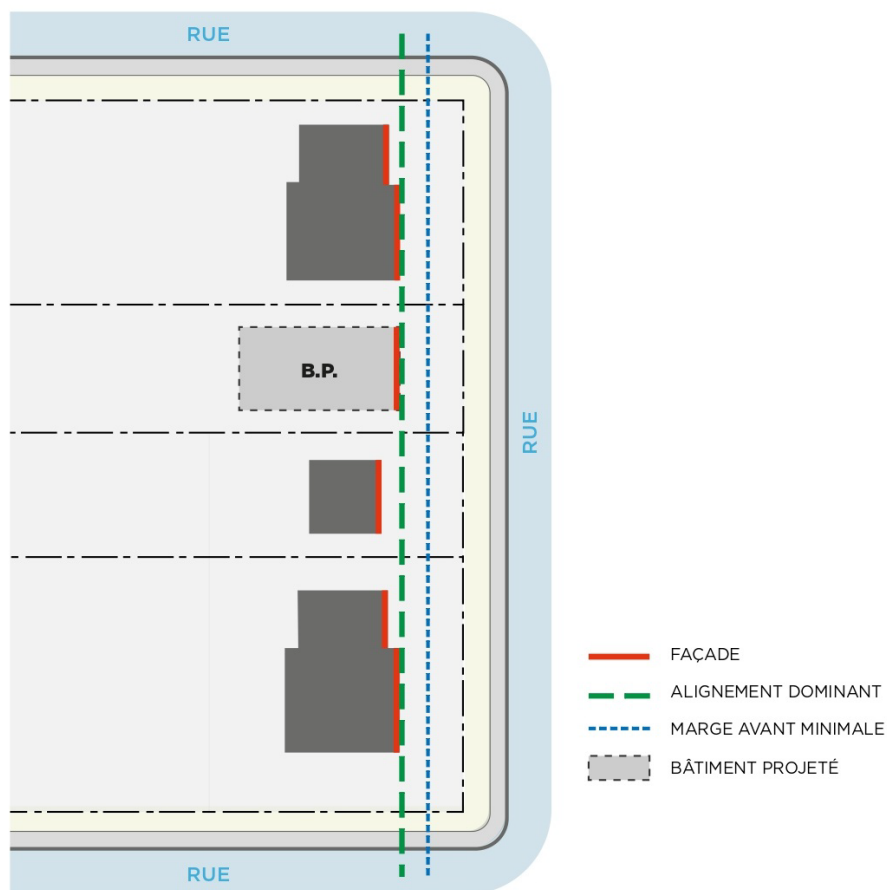 RUE
B.P.
RUE
FAÇADE
ALIGNEMENT DOMINANT
MARGE AVANT MINIMALE
BÂTIMENT PROJETÉ
RUE